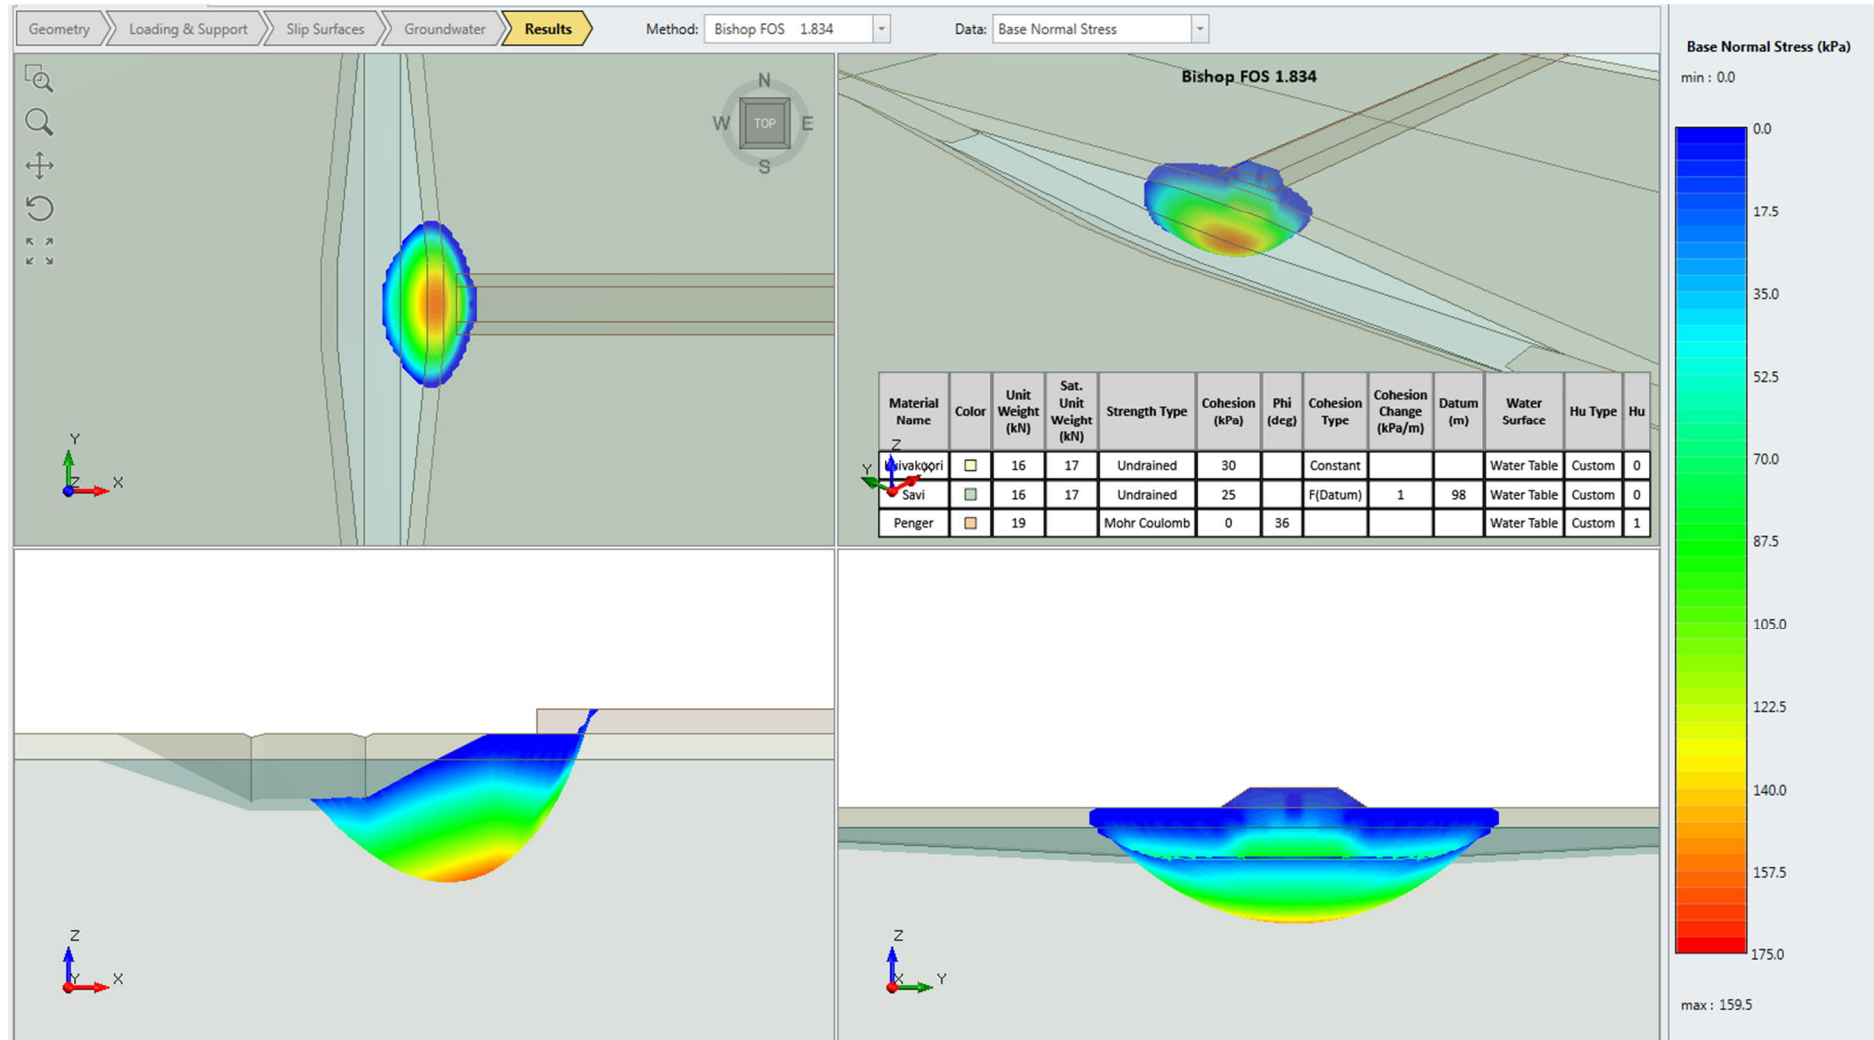 Geometry Loading & Support Slip Surfaces Groundwater Results Method: Bishop FOS 1.834 Data: Base Normal Stress
N
W TOP E
S
Y
Z X
Bishop FOS 1.834
Material Name Color Unit Weight (kN) Sat. Unit Weight (kN) Strength Type Cohesion (kPa) Phi (deg) Cohesion Type Cohesion Change (kPa/m) Datum (m) Water Surface Hu Type Hu
16 17 Undrained 30 Constant Water Table Custom 0
Savi 16 17 Undrained 25 F(Datum) 1 98 Water Table Custom 0
Penger 19 Mohr Coulomb 0 36 Water Table Custom 1
Z
Y X
Z
Y X
Z
X Y
Base Normal Stress (kPa)
min : 0.0
0.0
17.5
35.0
52.5
70.0
87.5
105.0
122.5
140.0
157.5
175.0
max : 159.5